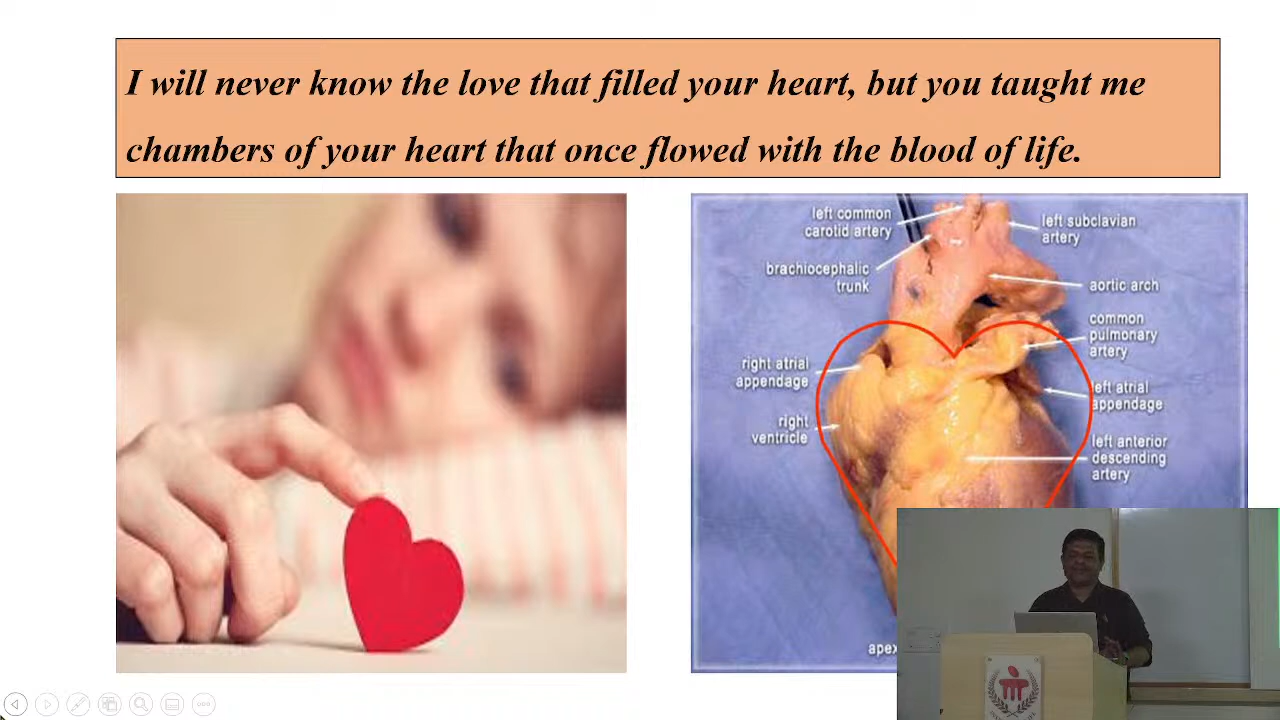 I will never know the love that filled your heart, but you taught me
chambers of your heart that once flowed with the blood of life.
left common
carotid artery
left subclavian
artery
brachiocephalic
trunk
aortic arch
common
pulmonary
artery
right atrial
appendage
left atrial
appendage
right
ventricle
left anterior
descending
artery
apex